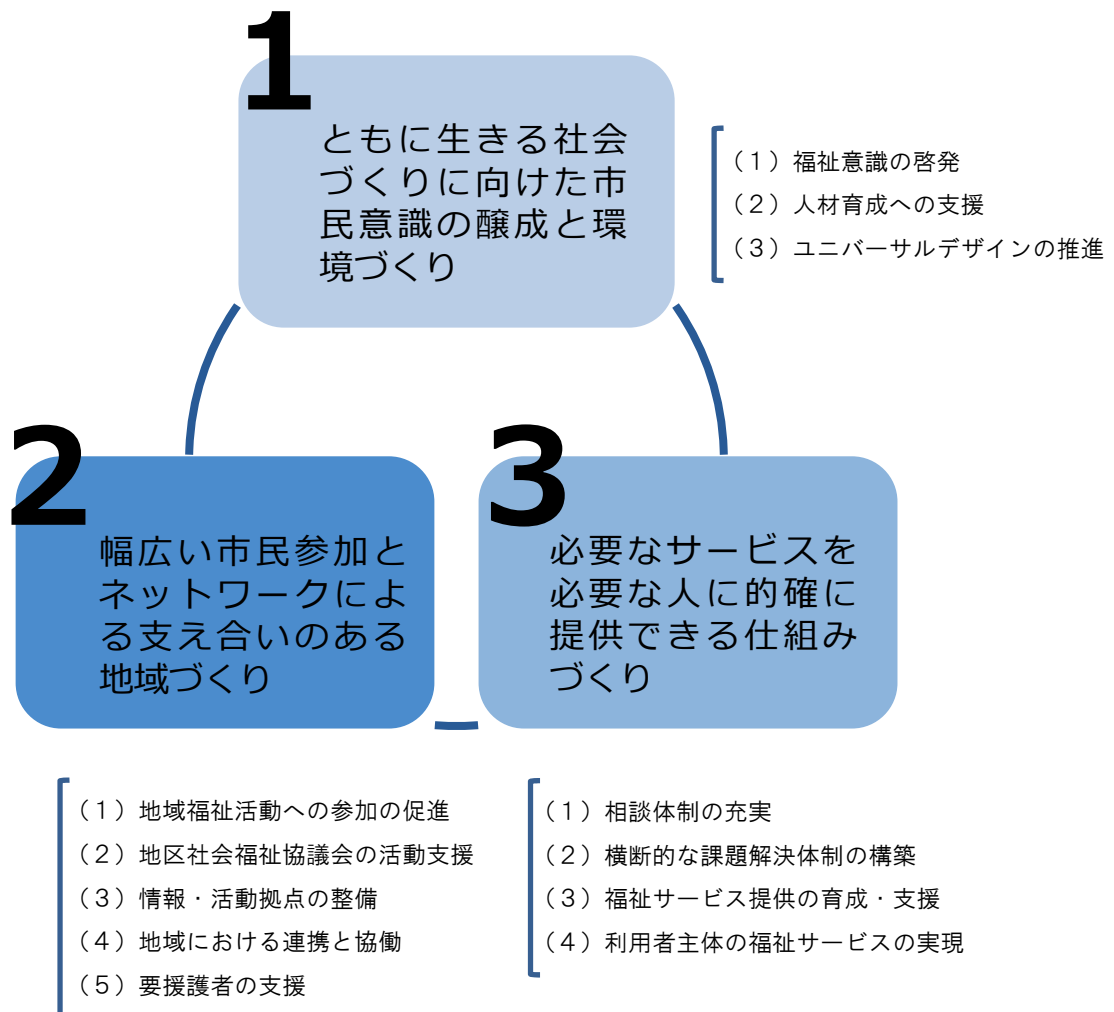 1
ともに生きる社会
づくりに向けた市
民意識の醸成と環
境づくり
（１）福祉意識の啓発
（２）人材育成への支援
（３）ユニバーサルデザインの推進
2
幅広い市民参加と
ネットワークによ
る支え合いのある
地域づくり
（１）地域福祉活動への参加の促進
（２）地区社会福祉協議会の活動支援
（３）情報・活動拠点の整備
（４）地域における連携と協働
（５）要援護者の支援
3
必要なサービスを
必要な人に的確に
提供できる仕組み
づくり
（１）相談体制の充実
（２）横断的な課題解決体制の構築
（３）福祉サービス提供の育成・支援
（４）利用者主体の福祉サービスの実現